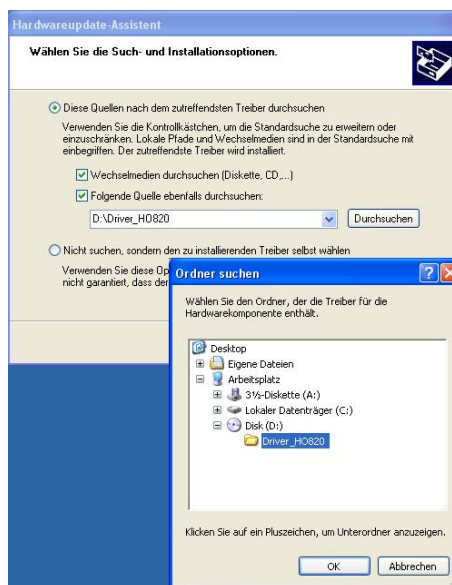 Hardwareupdate-Assistent
Wählen Sie die Such- und Installationsoptionen.
Diese Quellen nach dem zutreffendsten Treiber durchsuchen
Verwenden Sie die Kontrollkästchen, um die Standardsuche zu erweitern oder
einzuschränken. Lokale Pfade und Wechselmedien sind in der Standardsuche mit
einbegriffen. Der zutreffendste Treiber wird installiert.
Wechselmedien durchsuchen (Diskette, CD,...)
Folgende Quelle ebenfalls durchsuchen:
D:\Driver_HO820
Durchsuchen
Nicht suchen, sondern den zu installierenden Treiber selbst wählen
Verwenden Sie diese Op
nicht garantiert, dass der
Ordner suchen
Wählen Sie den Ordner, der die Treiber für die
Hardwarekomponente enthält.
Desktop
Eigene Dateien
Arbeitsplatz
3½-Diskette (A:)
Lokaler Datenträger (C:)
Disk (D:)
Driver_HO820
Klicken Sie auf ein Pluszeichen, um Unterordner anzuzeigen.
OK
Abbrechen